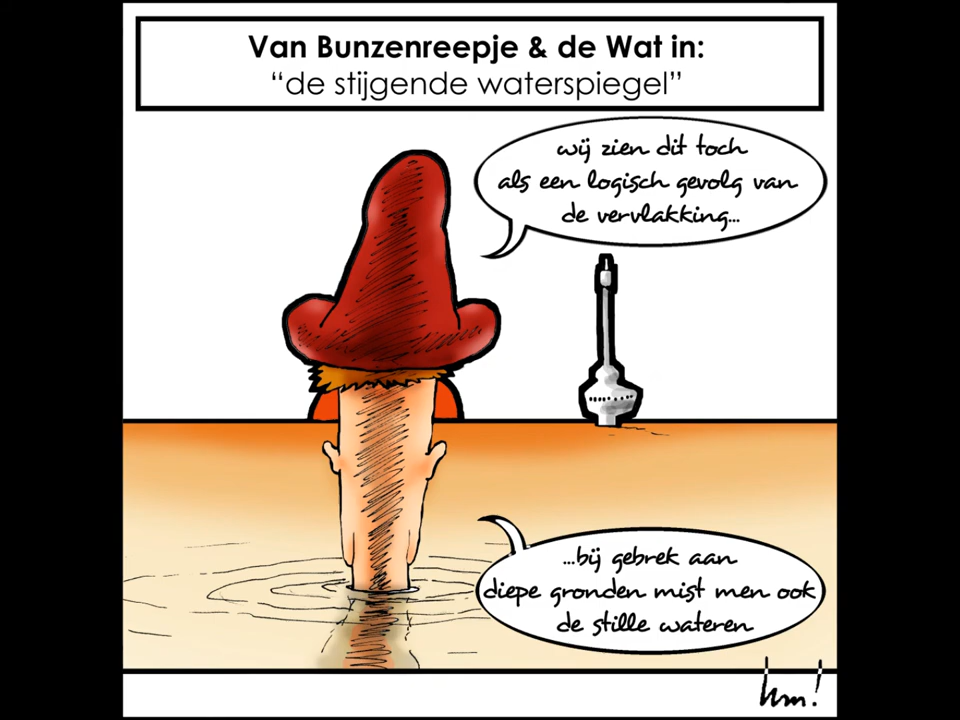 Van Bunzenreepje & de Wat in:
“de stijgende waterspiegel”
wij zien dit toch
als een logisch gevolg van
de vervlakking...
...bij gebrek aan
diepe gronden mist men ook
de stille wateren